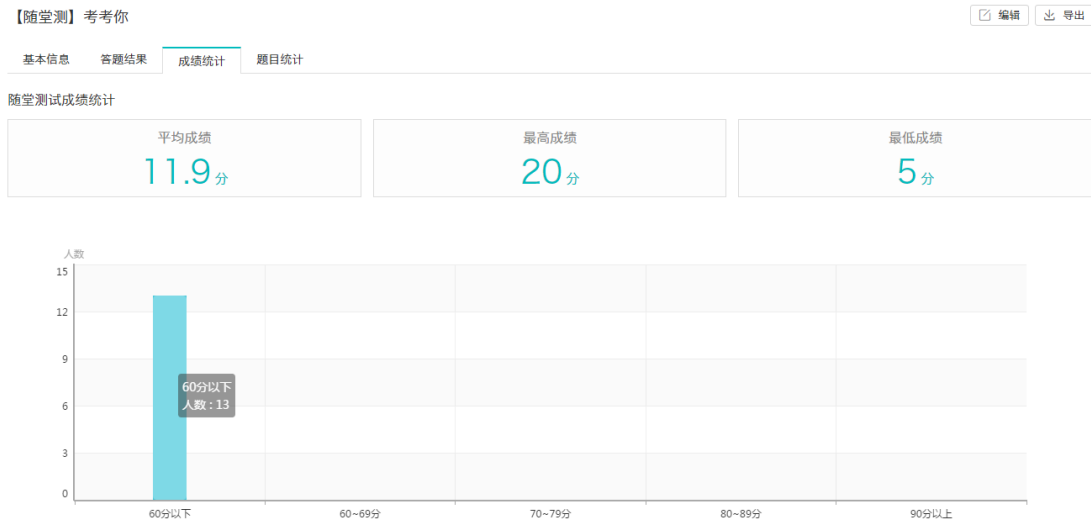 【随堂测】考考你
编辑 导出
基本信息 答题结果 成绩统计 题目统计
随堂测试成绩统计
平均成绩 最高成绩 最低成绩
11.9分 20分 5分
人数
15
12
9
60分以下
人数 : 13
6
3
0
60分以下 60~69分 70~79分 80~89分 90分以上